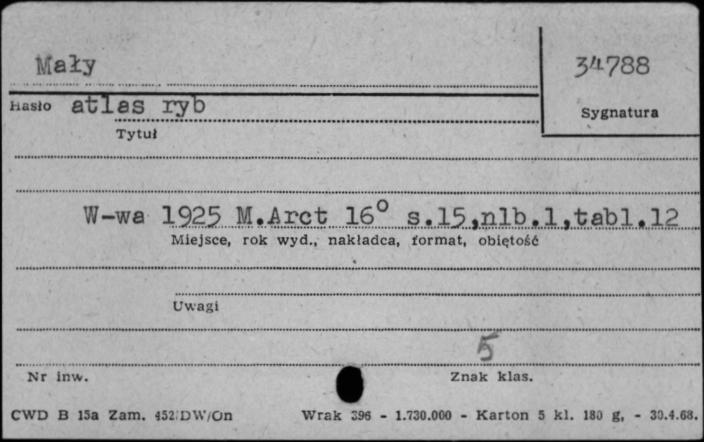 Mały
34788
Hasło atlas ryb
Sygnatura
Tytuł
W-wa 1925 M.Arct 16° s.15,nlb.1,tabl.12
Miejsce, rok wyd., nakładca, format, obiętość
Uwagi
5
Nr inw.
Znak klas.
CWD B 15a Zam. 452/DW/On Wrak 396 - 1.730.000 - Karton 5 kl. 180 g, - 30.4.68.